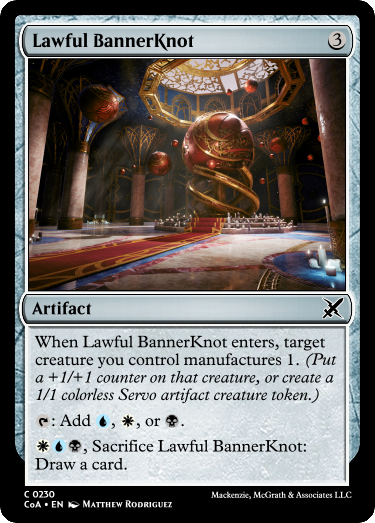 Lawful BannerKnot 3
Artifact
When Lawful BannerKnot enters, target
creature you control manufactures 1. (Put
a +1/+1 counter on that creature, or create a
1/1 colorless Servo artifact creature token.)
: Add , , or .
, Sacrifice Lawful BannerKnot:
Draw a card.
C 0230
CoA • EN Matthew Rodriguez
Mackenzie, McGrath & Associates LLC